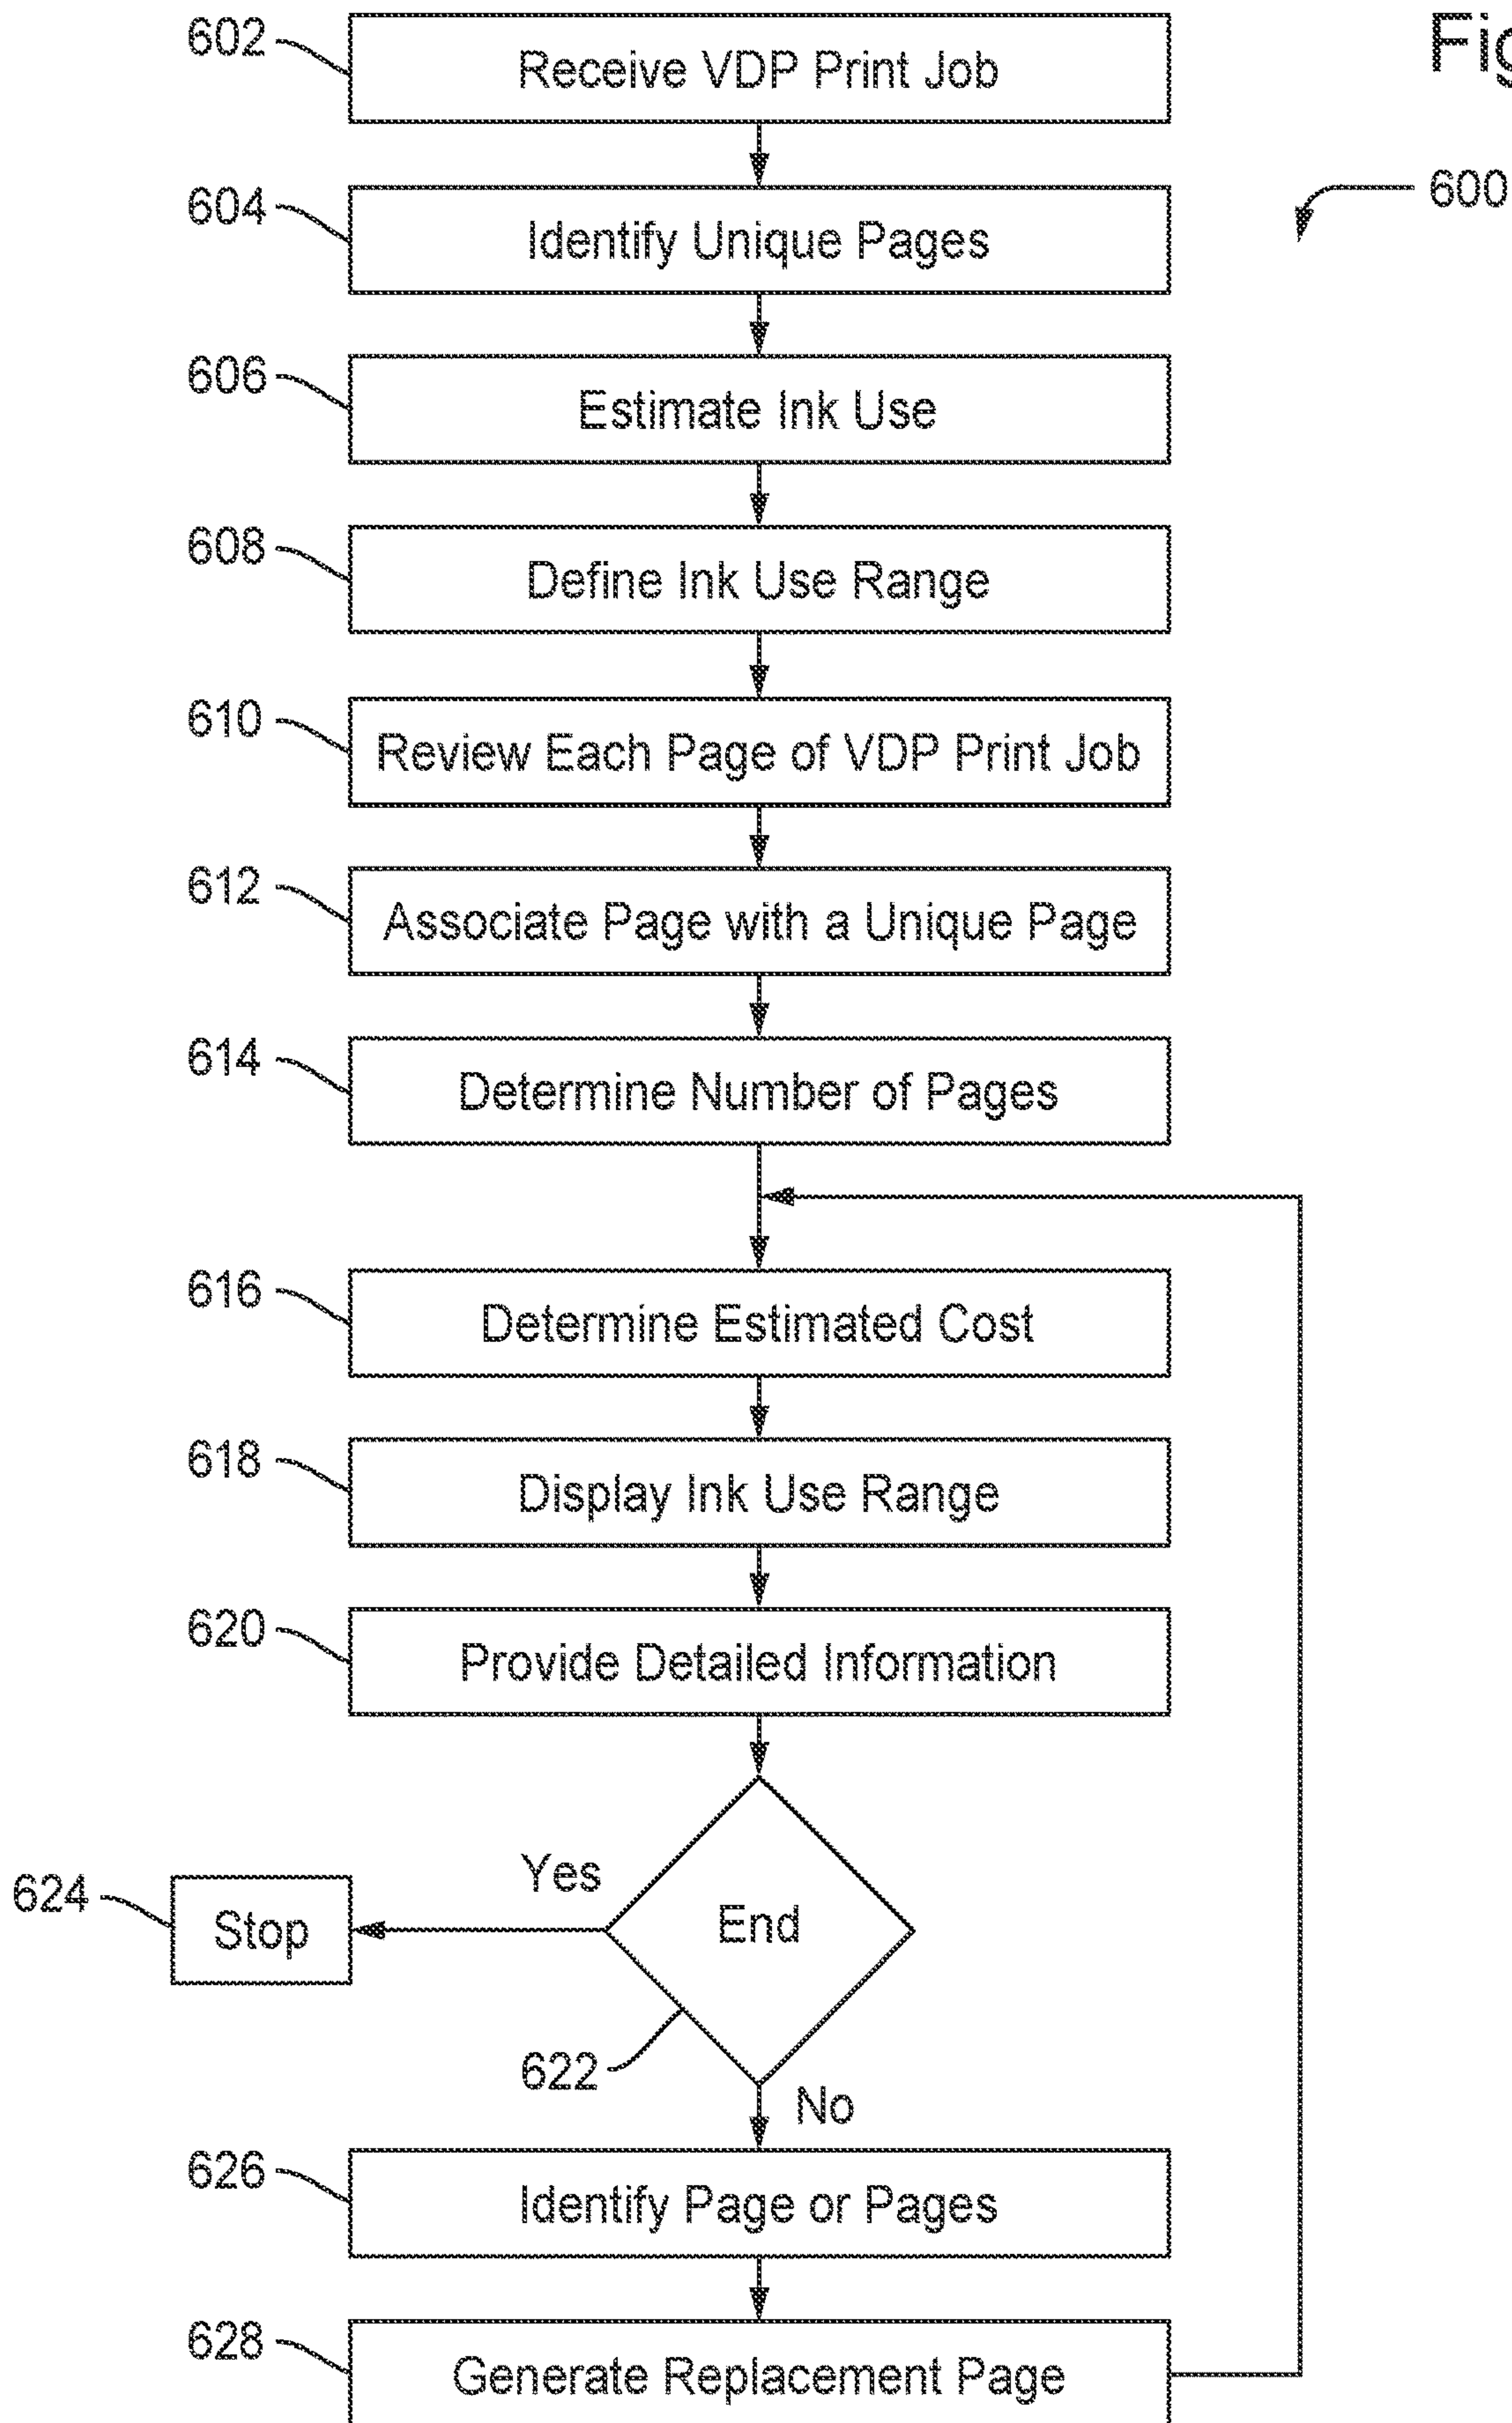 Fig
600
602
Receive VDP Print Job
604
Identify Unique Pages
606
Estimate Ink Use
608
Define Ink Use Range
610
Review Each Page of VDP Print Job
612
Associate Page with a Unique Page
614
Determine Number of Pages
616
Determine Estimated Cost
618
Display Ink Use Range
620
Provide Detailed Information
Yes
624
Stop
End
622
No
626
Identify Page or Pages
628
Generate Replacement Page